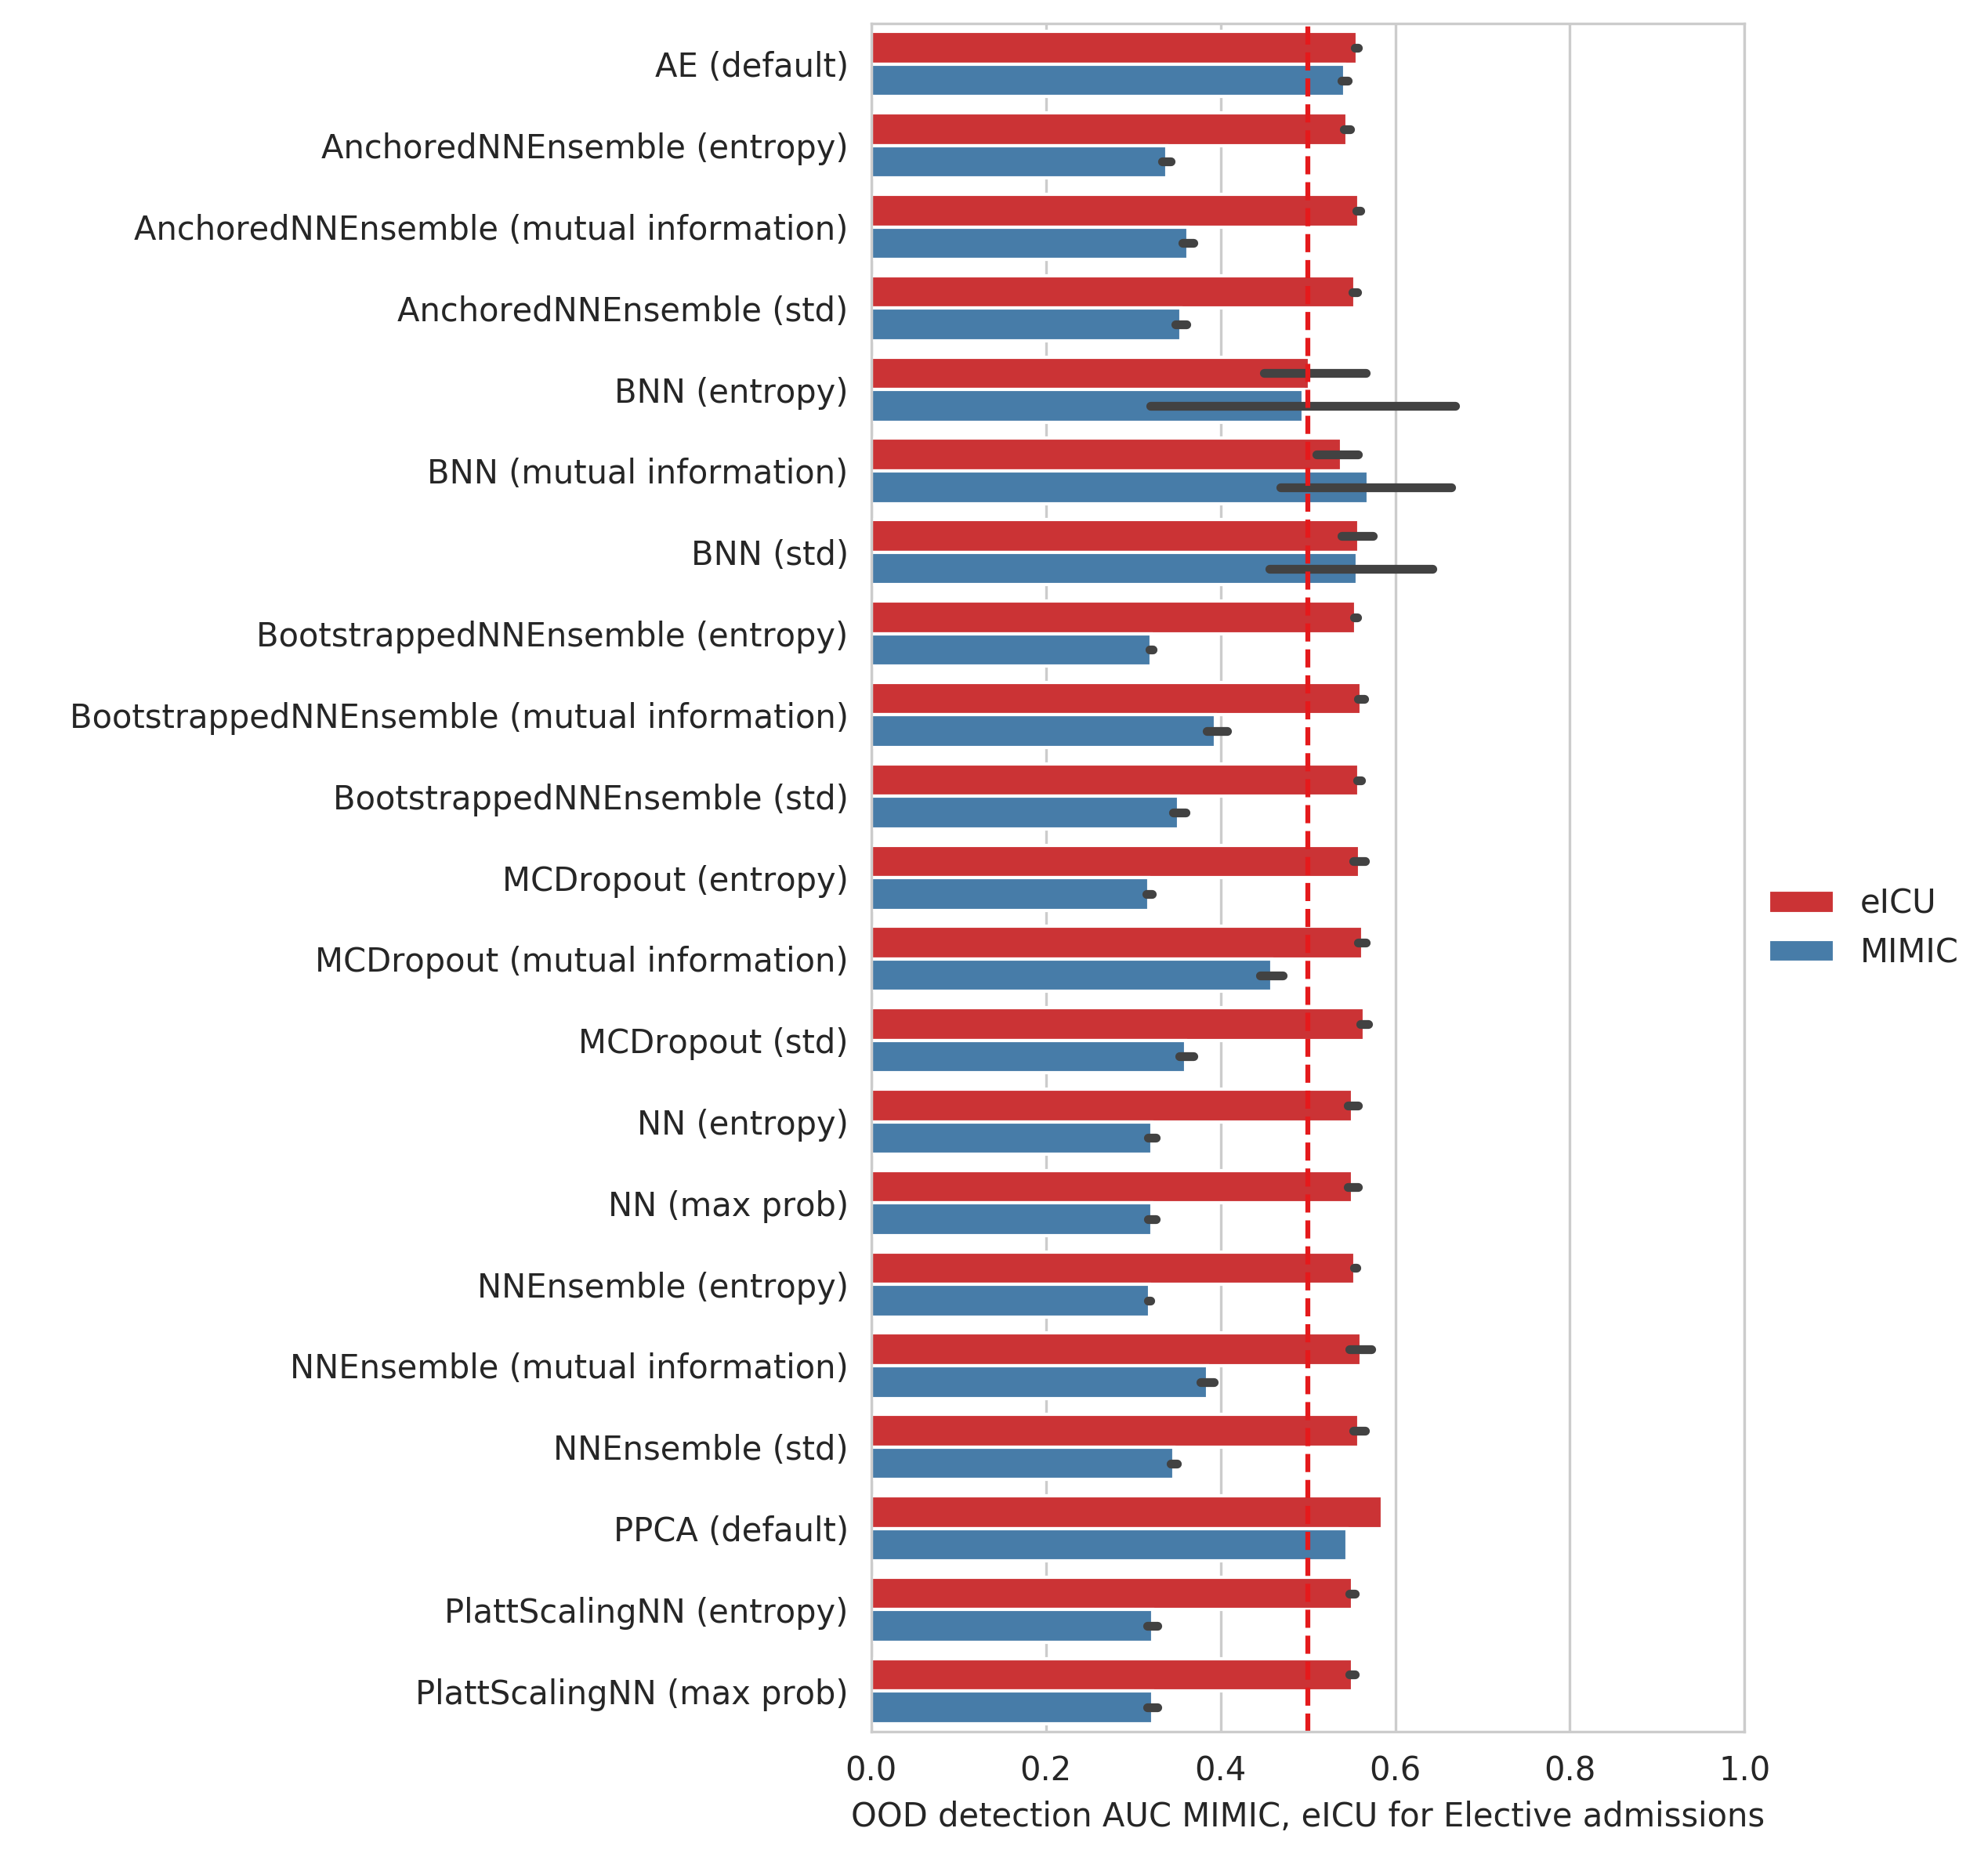 AE (default)
AnchoredNNEnsemble (entropy)
AnchoredNNEnsemble (mutual information)
AnchoredNNEnsemble (std)
BNN (entropy)
BNN (mutual information)
BNN (std)
BootstrappedNNEnsemble (entropy)
BootstrappedNNEnsemble (mutual information)
BootstrappedNNEnsemble (std)
MCDropout (entropy)
MCDropout (mutual information)
MCDropout (std)
NN (entropy)
NN (max prob)
NNEnsemble (entropy)
NNEnsemble (mutual information)
NNEnsemble (std)
PPCA (default)
PlattScalingNN (entropy)
PlattScalingNN (max prob)
0.0 0.2 0.4 0.6 0.8 1.0
OOD detection AUC MIMIC, eICU for Elective admissions
eICU
MIMIC